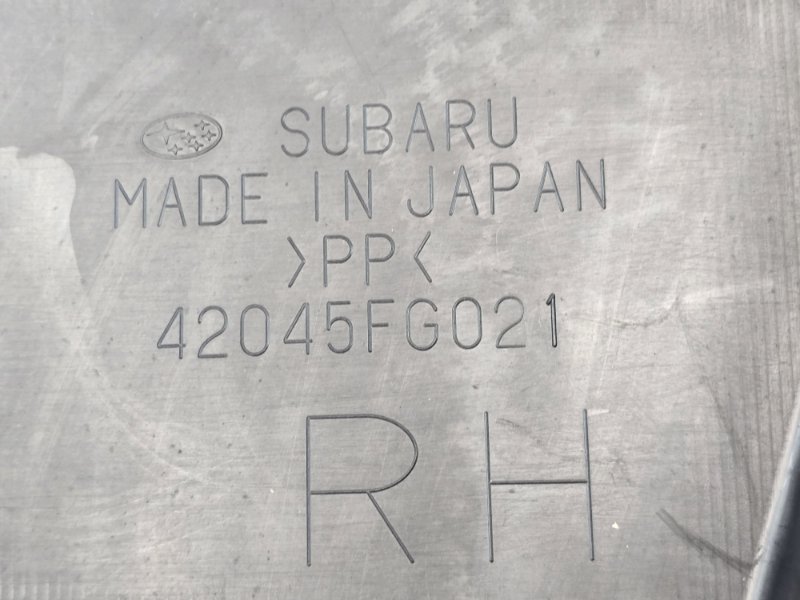 SUBARU
MADE IN JAPAN
>PP<
42045FG021
RH